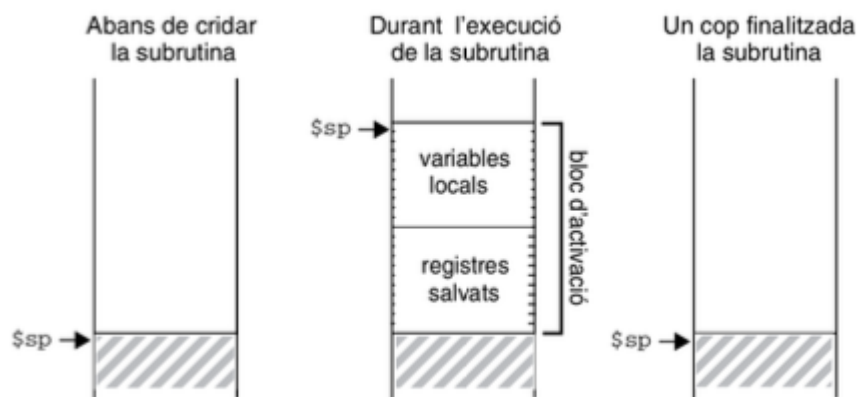 Abans de cridar
la subrutina
Durant l'execució
de la subrutina
Un cop finalitzada
la subrutina
$sp
variables
locals
bloc d'activació
registres
salvats
$sp
$sp